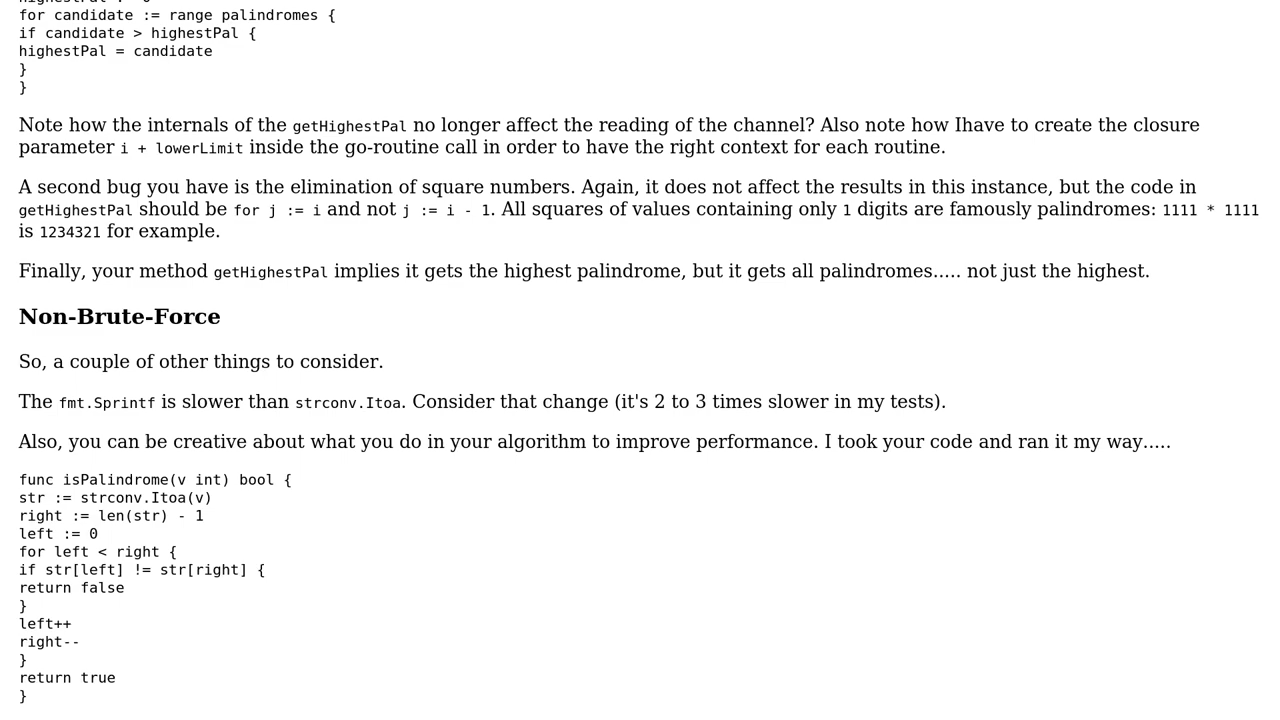 for candidate := range palindromes {
if candidate > highestPal {
highestPal = candidate
}
}
Note how the internals of the getHighestPal no longer affect the reading of the channel? Also note how Ihave to create the closure
parameter i + lowerLimit inside the go-routine call in order to have the right context for each routine.
A second bug you have is the elimination of square numbers. Again, it does not affect the results in this instance, but the code in
getHighestPal should be for j := i and not j := i - 1. All squares of values containing only 1 digits are famously palindromes: 1111 * 1111
is 1234321 for example.
Finally, your method getHighestPal implies it gets the highest palindrome, but it gets all palindromes..... not just the highest.
Non-Brute-Force
So, a couple of other things to consider.
The fmt.Sprintf is slower than strconv.Itoa. Consider that change (it's 2 to 3 times slower in my tests).
Also, you can be creative about what you do in your algorithm to improve performance. I took your code and ran it my way.....
func isPalindrome(v int) bool {
str := strconv.Itoa(v)
right := len(str) - 1
left := 0
for left < right {
if str[left] != str[right] {
return false
}
left++
right--
}
return true
}